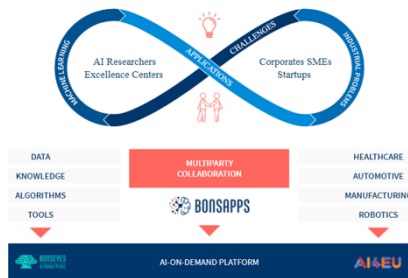 MACHINE LEARNING
AI Researchers
Excellence Centers
APPLICATIONS
CHALLENGES
Corporates SMEs
Startups
INDUSTRIAL PROBLEMS
DATA
KNOWLEDGE
ALGORITHMS
TOOLS
MULTIPARTY
COLLABORATION
BONSAPPS
HEALTHCARE
AUTOMOTIVE
MANUFACTURING
ROBOTICS
BONSEYES
AI-ON-DEMAND PLATFORM
AI4EU